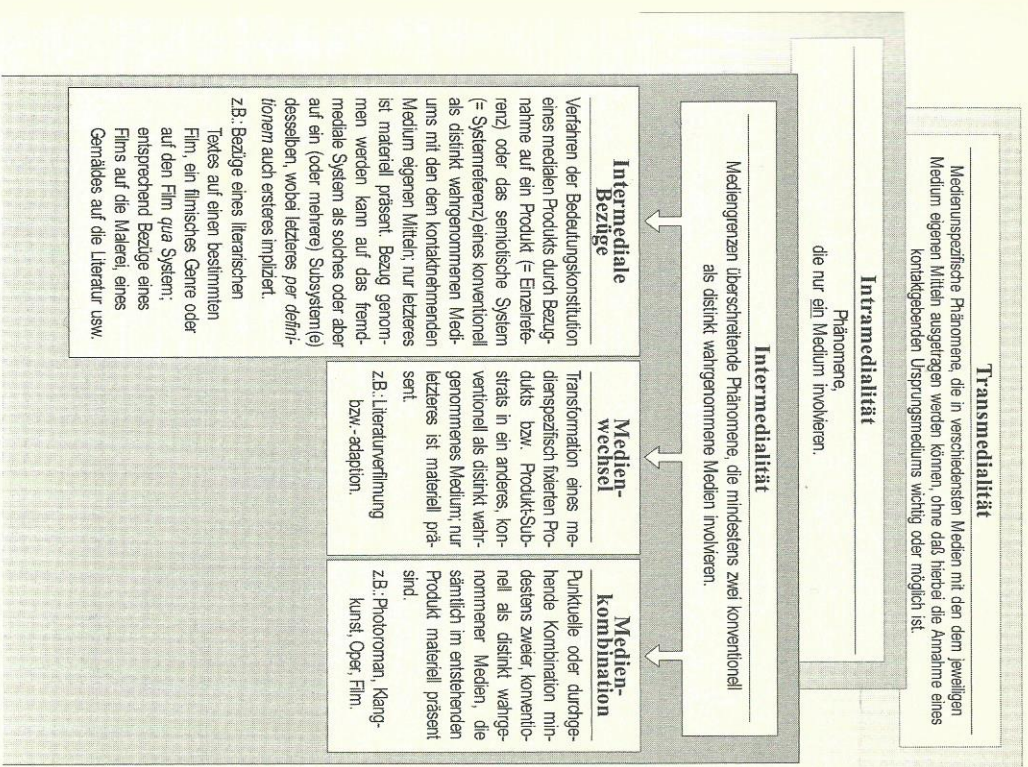 Transmedialität
Medienunspezifische Phänomene, die in verschiedensten Medien mit den dem jeweiligen
Medium eigenen Mitteln ausgetragen werden können, ohne daß hierbei die Annahme eines
kontaktgebenden Ursprungsmediums wichtig oder möglich ist.
Intramedialität
Phänomene,
die nur ein Medium involvieren.
Intermedialität
Mediengrenzen überschreitende Phänomene, die mindestens zwei konventionell
als distinkt wahrgenommene Medien involvieren.
Intermediale
Bezüge
Verfahren der Bedeutungskonstitution
eines medialen Produkts durch Bezug-
nahme auf ein Produkt (= Einzelrefe-
renz) oder das semiotische System
(= Systemreferenz) eines konventionell
als distinkt wahrgenommenen Medi-
ums mit den dem kontaktnehmenden
Medium eigenen Mitteln; nur letzteres
ist materiell präsent. Bezug genom-
men werden kann auf das fremd-
mediale System als solches oder aber
auf ein (oder mehrere) Subsystem(e)
desselben, wobei letzteres per defini-
tionem auch ersteres impliziert.
z.B.: Bezüge eines literarischen
Textes auf einen bestimmten
Film, ein filmisches Genre oder
auf den Film qua System;
entsprechend Bezüge eines
Films auf die Malerei, eines
Gemäldes auf die Literatur usw.
Medien-
wechsel
Transformation eines me-
dienspezifisch fixierten Pro-
dukts bzw. Produkt-Sub-
strats in ein anderes, kon-
ventionell als distinkt wahr-
genommenes Medium; nur
letzteres ist materiell prä-
sent.
z.B.: Literaturverfilmung
bzw. -adaption.
Medien-
kombination
Punktuelle oder durchge-
hende Kombination min-
destens zweier, konventio-
nell als distinkt wahrge-
nommener Medien, die
sämtlich im entstehenden
Produkt materiell präsent
sind.
z.B.: Photoroman, Klang-
kunst, Oper, Film.